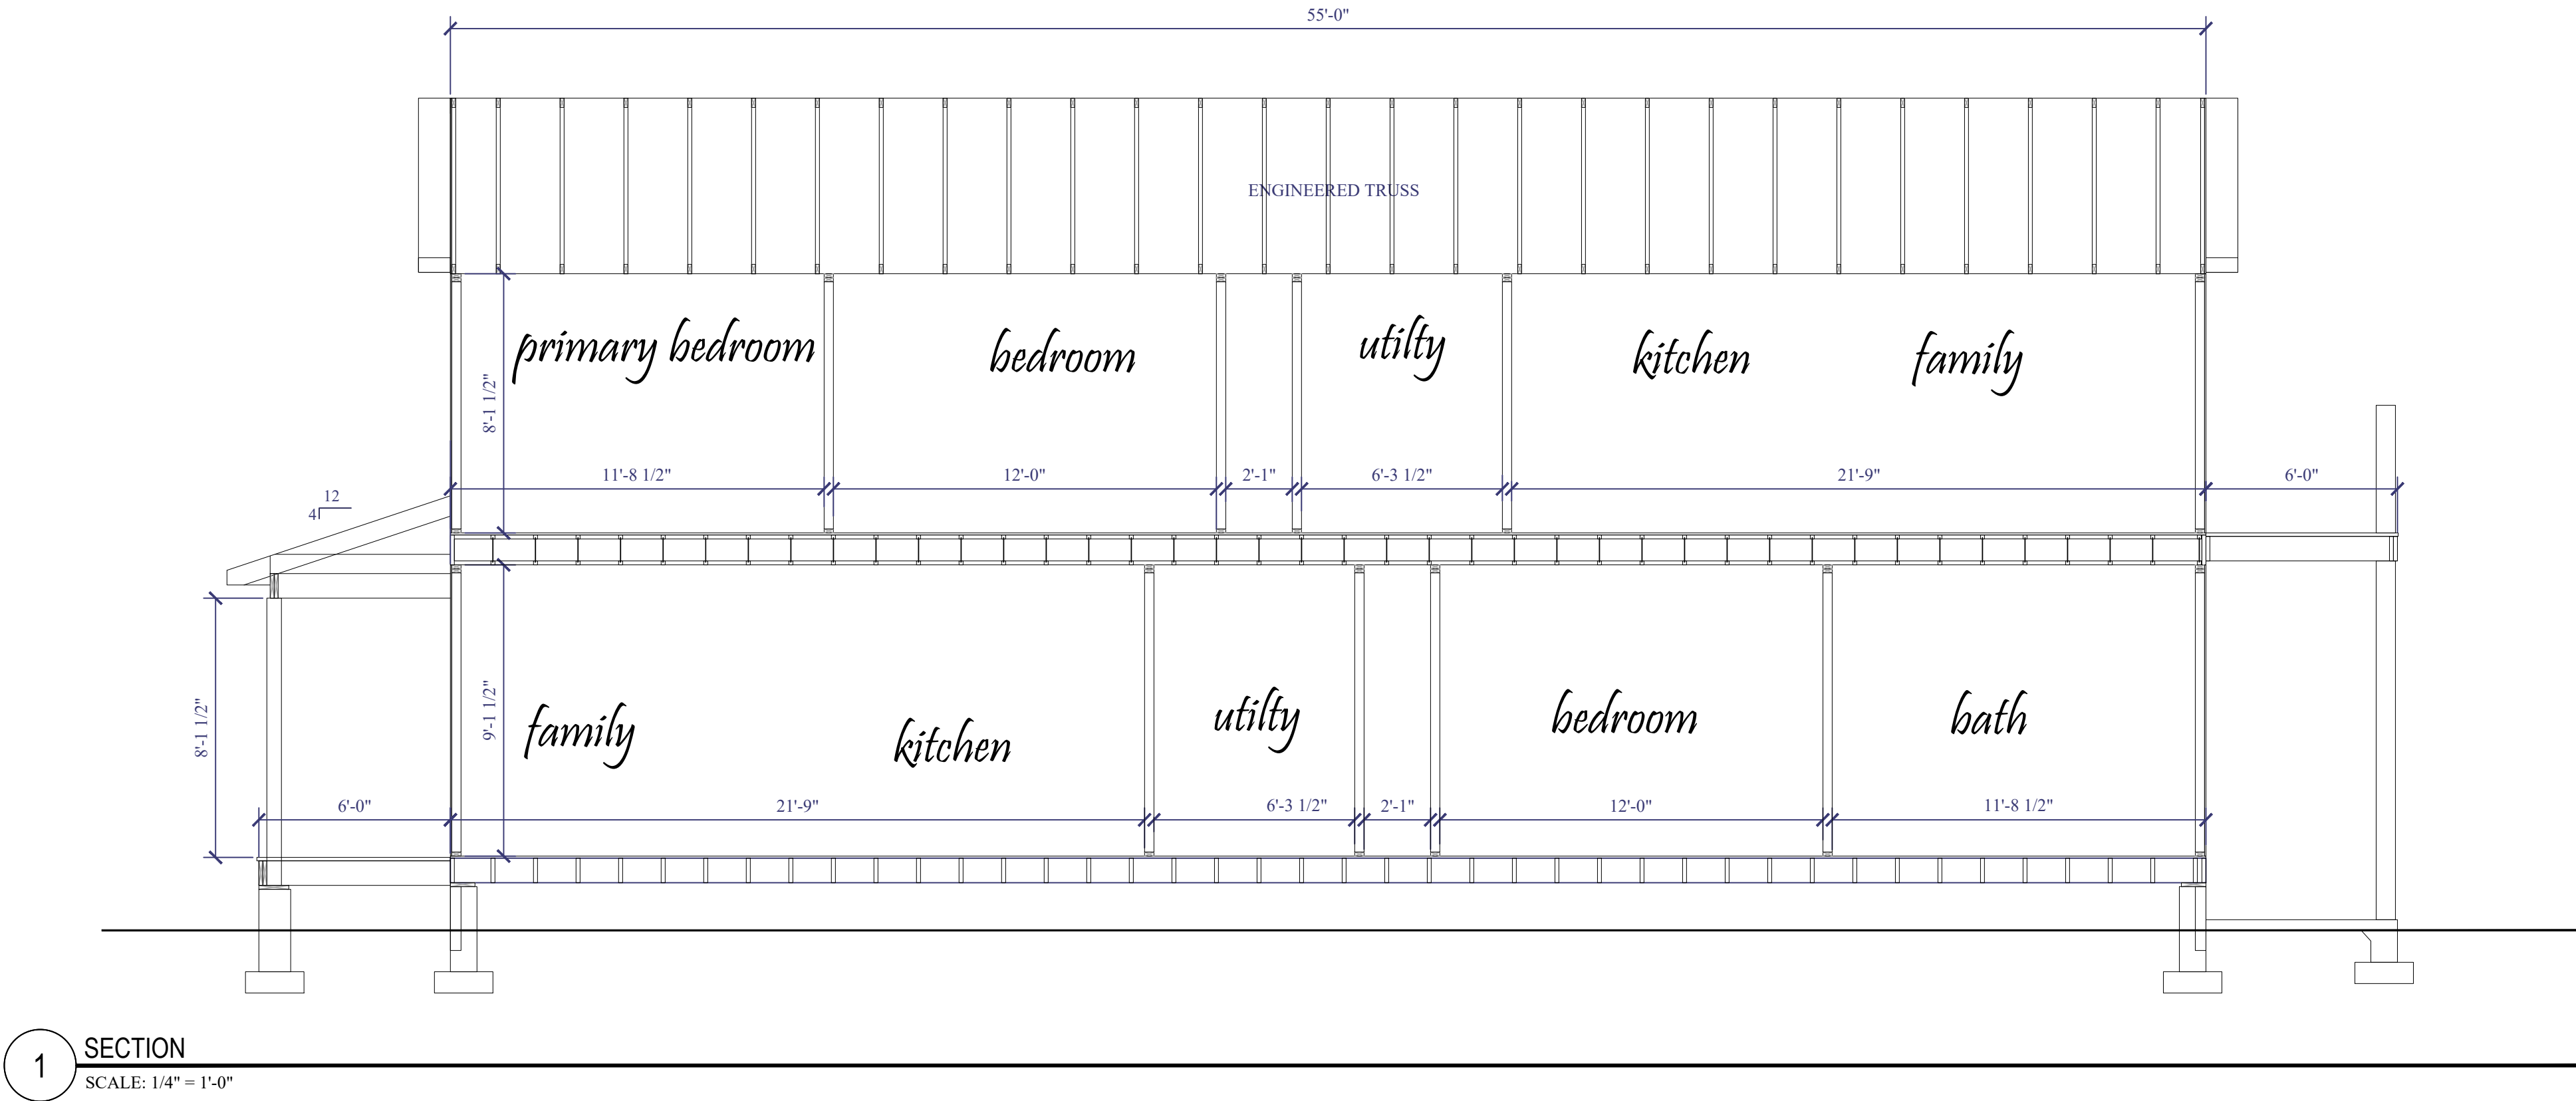 55'-0"
ENGINEERED TRUSS
primary bedroom
bedroom
utilty
kitchen
family
8'-1 1/2"
11'-8 1/2"
12'-0"
2'-1"
6'-3 1/2"
21'-9"
6'-0"
12
4
8'-1 1/2"
9'-1 1/2"
family
kitchen
utilty
bedroom
bath
6'-0"
21'-9"
6'-3 1/2"
2'-1"
12'-0"
11'-8 1/2"
1
SECTION
SCALE: 1/4" = 1'-0"